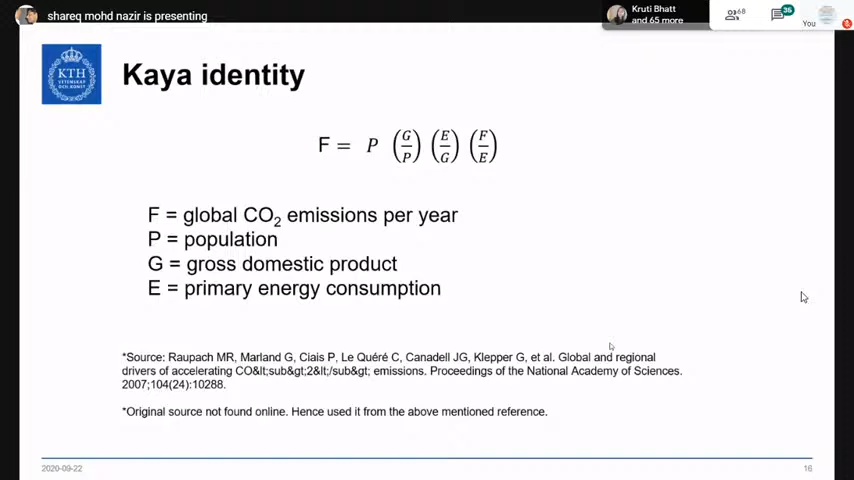 shareq mohd nazir is presenting
Kruti Bhatt
and 65 more
68
36
You
KTH
VETENSKAP
OCH KONST
Kaya identity
F = P (G/P) (E/G) (F/E)
F = global CO₂ emissions per year
P = population
G = gross domestic product
E = primary energy consumption
*Source: Raupach MR, Marland G, Ciais P, Le Quéré C, Canadell JG, Klepper G, et al. Global and regional
drivers of accelerating CO&lt;sub&gt;2&lt;/sub&gt; emissions. Proceedings of the National Academy of Sciences.
2007;104(24):10288.
*Original source not found online. Hence used it from the above mentioned reference.
2020-09-22
16